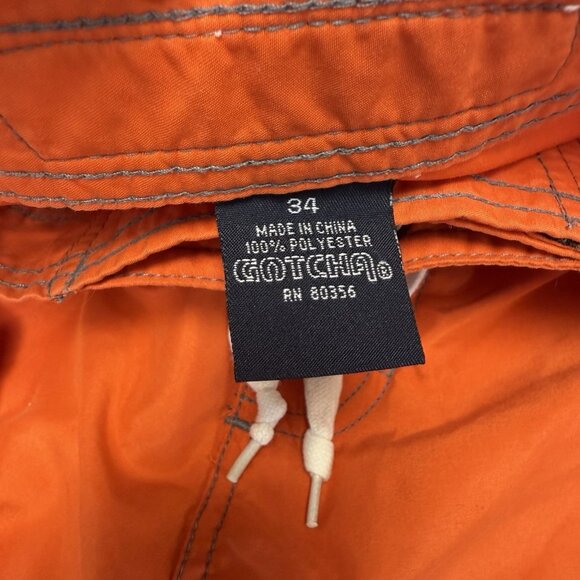 34
MADE IN CHINA
100% POLYESTER
GOTCHA®
RN 80356